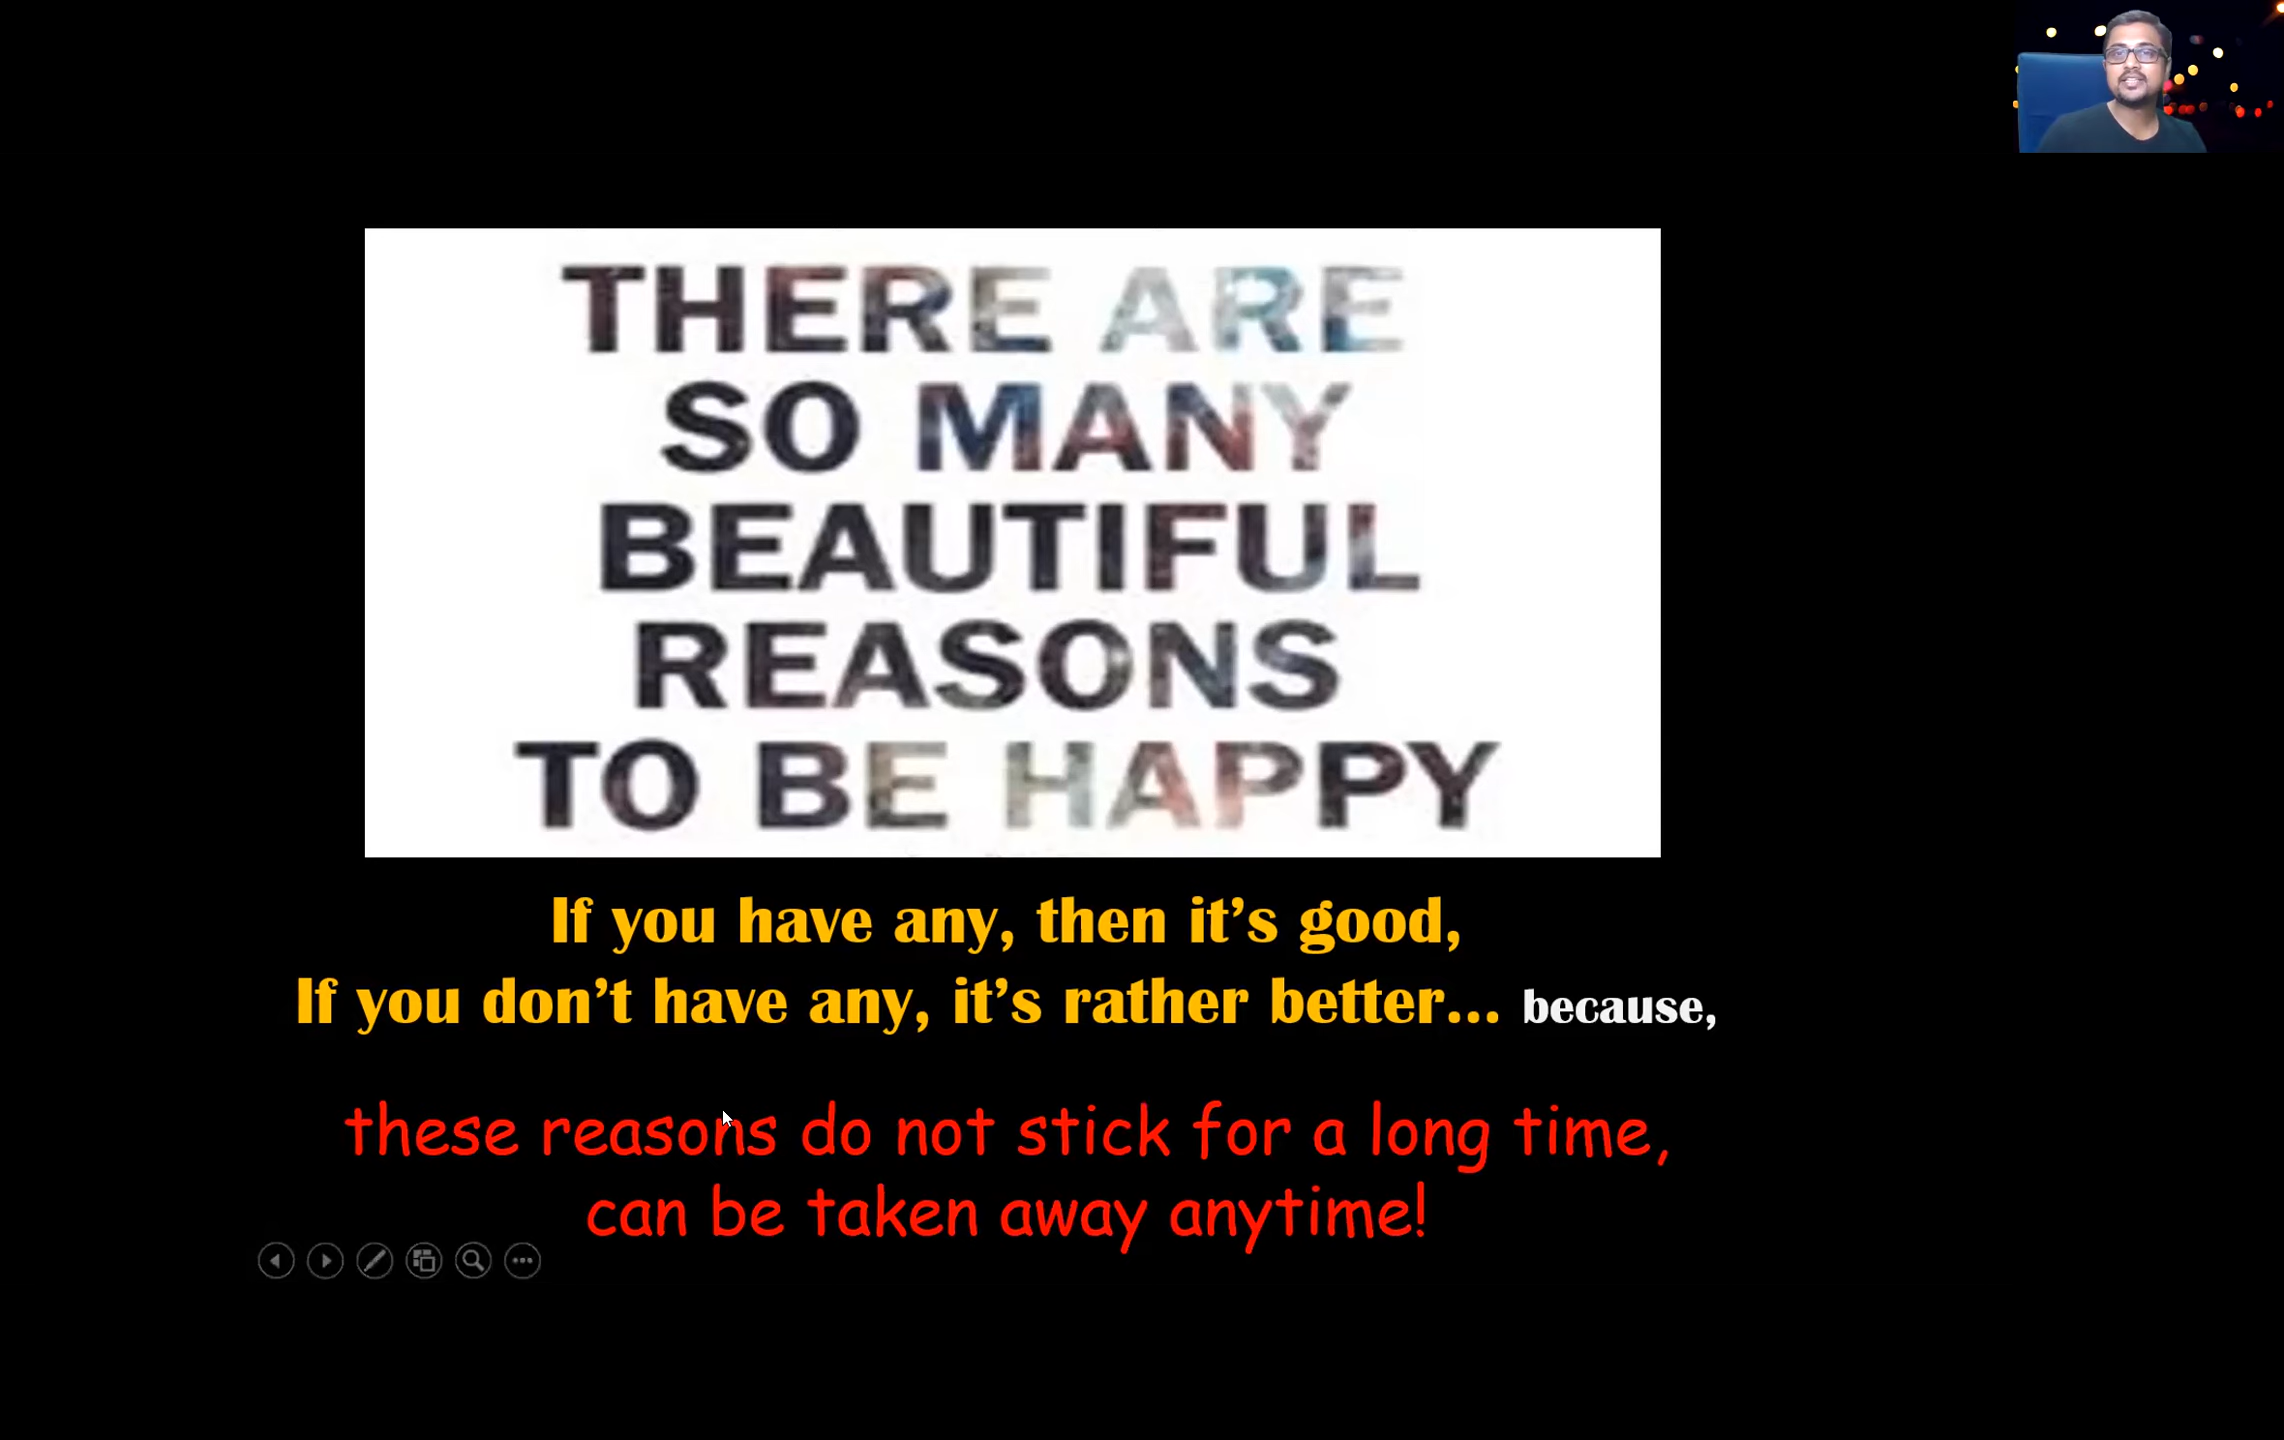 THERE ARE
SO MANY
BEAUTIFUL
REASONS
TO BE HAPPY
If you have any, then it’s good,
If you don’t have any, it’s rather better... because,
these reasons do not stick for a long time,
can be taken away anytime!